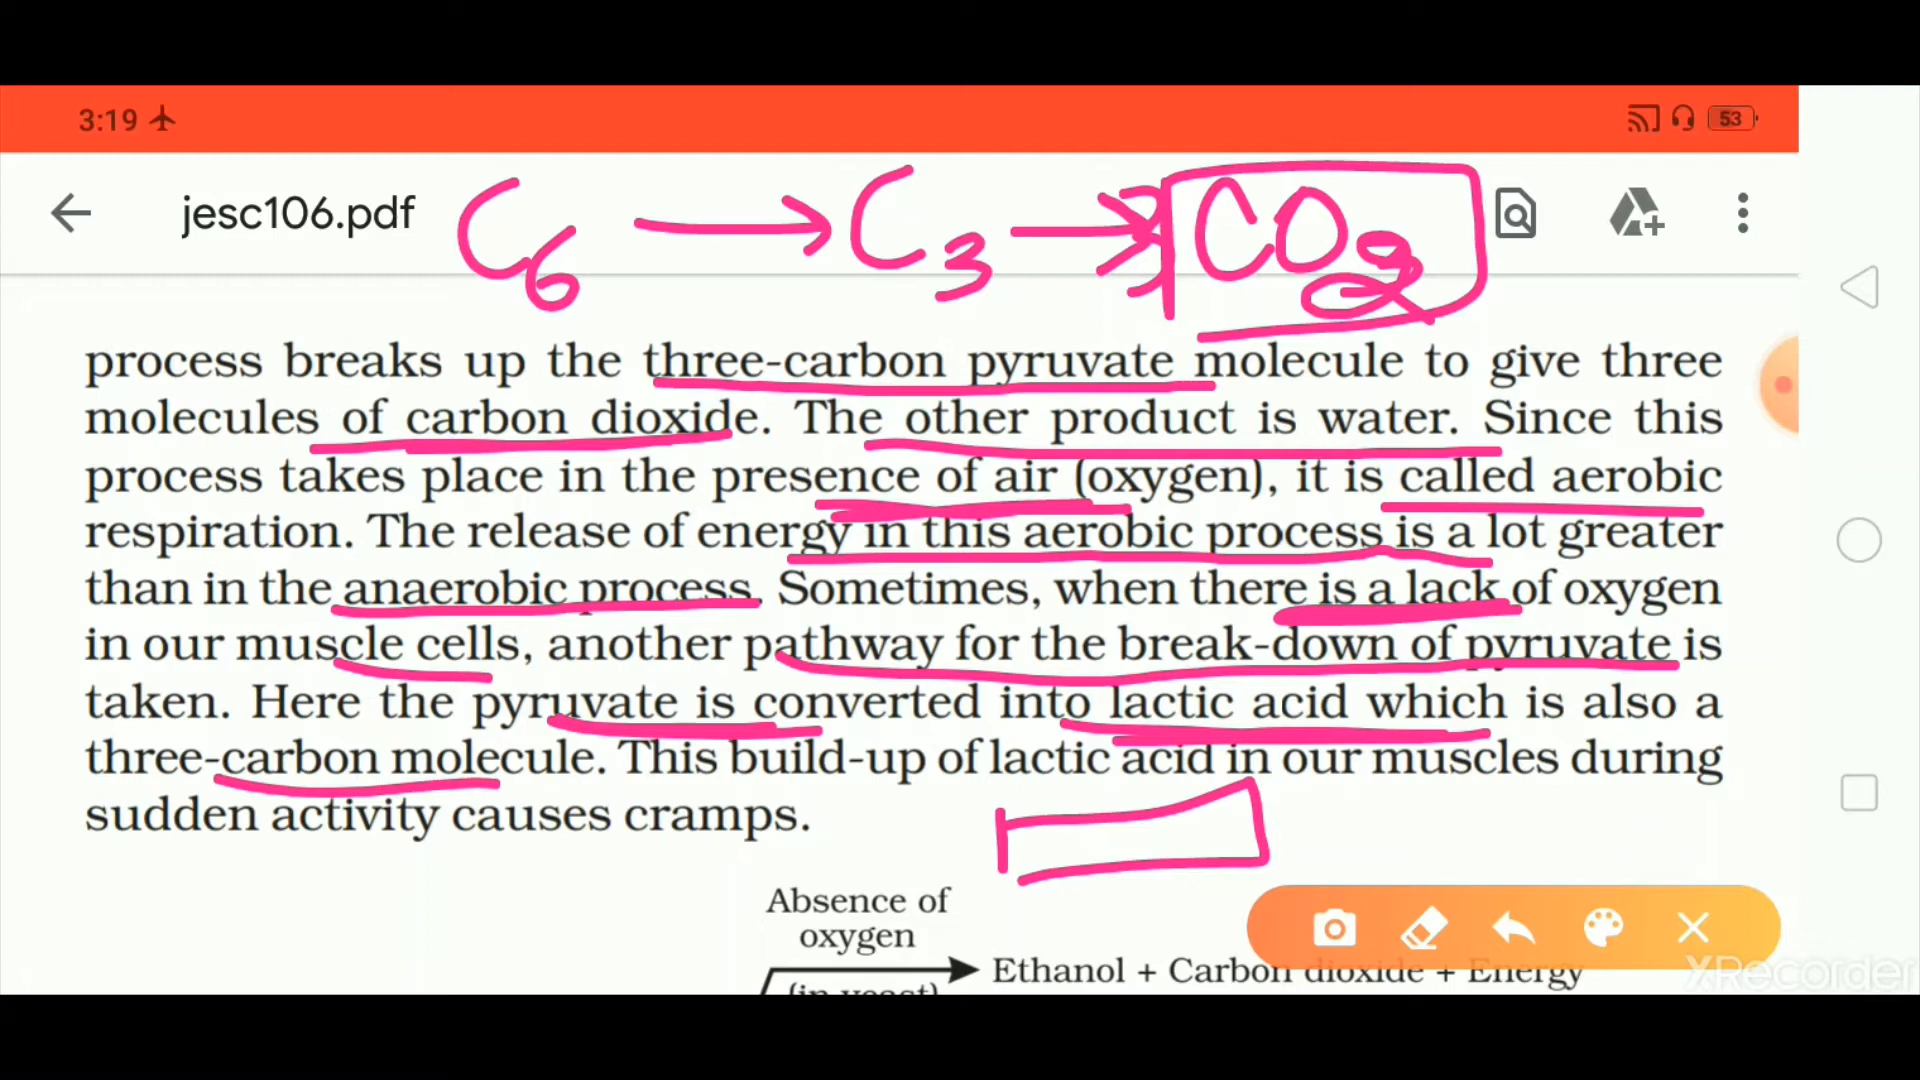 3:19 53
jesc106.pdf C6 → C3 → CO2
process breaks up the three-carbon pyruvate molecule to give three
molecules of carbon dioxide. The other product is water. Since this
process takes place in the presence of air (oxygen), it is called aerobic
respiration. The release of energy in this aerobic process is a lot greater
than in the anaerobic process. Sometimes, when there is a lack of oxygen
in our muscle cells, another pathway for the break-down of pyruvate is
taken. Here the pyruvate is converted into lactic acid which is also a
three-carbon molecule. This build-up of lactic acid in our muscles during
sudden activity causes cramps.
Absence of
oxygen
Ethanol + Carbon dioxide + Energy
(in yeast)
XRecorder